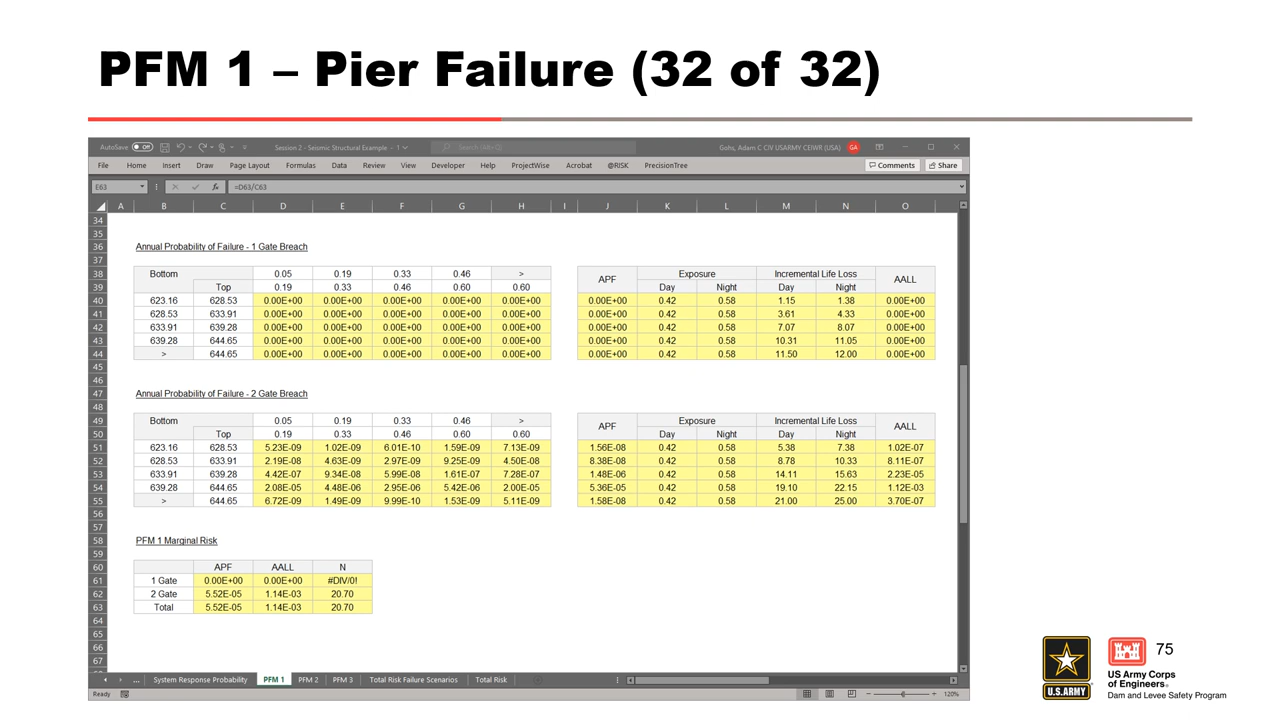 PFM 1 – Pier Failure (32 of 32)
AutoSave Off Session 2 - Seismic Structural Example - 1 Search (Alt+Q) Gohs, Adam C CIV USARMY CEIWR (USA) GA
File Home Insert Draw Page Layout Formulas Data Review View Developer Help ProjectWise Acrobat @RISK PrecisionTree Comments Share
E63 fx =D63/C63
A B C D E F G H I J K L M N O
34
35
36 Annual Probability of Failure - 1 Gate Breach
37
38 Bottom 0.05 0.19 0.33 0.46 > APF Exposure Incremental Life Loss AALL
39 Top 0.19 0.33 0.46 0.60 0.60 Day Night Day Night
40 623.16 628.53 0.00E+00 0.00E+00 0.00E+00 0.00E+00 0.00E+00 0.00E+00 0.42 0.58 1.15 1.38 0.00E+00
41 628.53 633.91 0.00E+00 0.00E+00 0.00E+00 0.00E+00 0.00E+00 0.00E+00 0.42 0.58 3.61 4.33 0.00E+00
42 633.91 639.28 0.00E+00 0.00E+00 0.00E+00 0.00E+00 0.00E+00 0.00E+00 0.42 0.58 7.07 8.07 0.00E+00
43 639.28 644.65 0.00E+00 0.00E+00 0.00E+00 0.00E+00 0.00E+00 0.00E+00 0.42 0.58 10.31 11.05 0.00E+00
44 > 644.65 0.00E+00 0.00E+00 0.00E+00 0.00E+00 0.00E+00 0.00E+00 0.42 0.58 11.50 12.00 0.00E+00
45
46
47 Annual Probability of Failure - 2 Gate Breach
48
49 Bottom 0.05 0.19 0.33 0.46 > APF Exposure Incremental Life Loss AALL
50 Top 0.19 0.33 0.46 0.60 0.60 Day Night Day Night
51 623.16 628.53 5.23E-09 1.02E-09 6.01E-10 1.59E-09 7.13E-09 1.56E-08 0.42 0.58 5.38 7.38 1.02E-07
52 628.53 633.91 2.19E-08 4.63E-09 2.97E-09 9.25E-09 4.50E-08 8.38E-08 0.42 0.58 8.78 10.33 8.11E-07
53 633.91 639.28 4.42E-07 9.34E-08 5.99E-08 1.61E-07 7.28E-07 1.48E-06 0.42 0.58 14.11 15.63 2.23E-05
54 639.28 644.65 2.08E-05 4.48E-06 2.95E-06 5.42E-06 2.00E-05 5.36E-05 0.42 0.58 19.10 22.15 1.12E-03
55 > 644.65 6.72E-09 1.49E-09 9.99E-10 1.53E-09 5.11E-09 1.58E-08 0.42 0.58 21.00 25.00 3.70E-07
56
57
58 PFM 1 Marginal Risk
59
60 APF AALL N
61 1 Gate 0.00E+00 0.00E+00 #DIV/0!
62 2 Gate 5.52E-05 1.14E-03 20.70
63 Total 5.52E-05 1.14E-03 20.70
64
65
66
67
... System Response Probability PFM 1 PFM 2 PFM 3 Total Risk Failure Scenarios Total Risk
Ready 120%
U.S.ARMY
75
US Army Corps
of Engineers®
Dam and Levee Safety Program